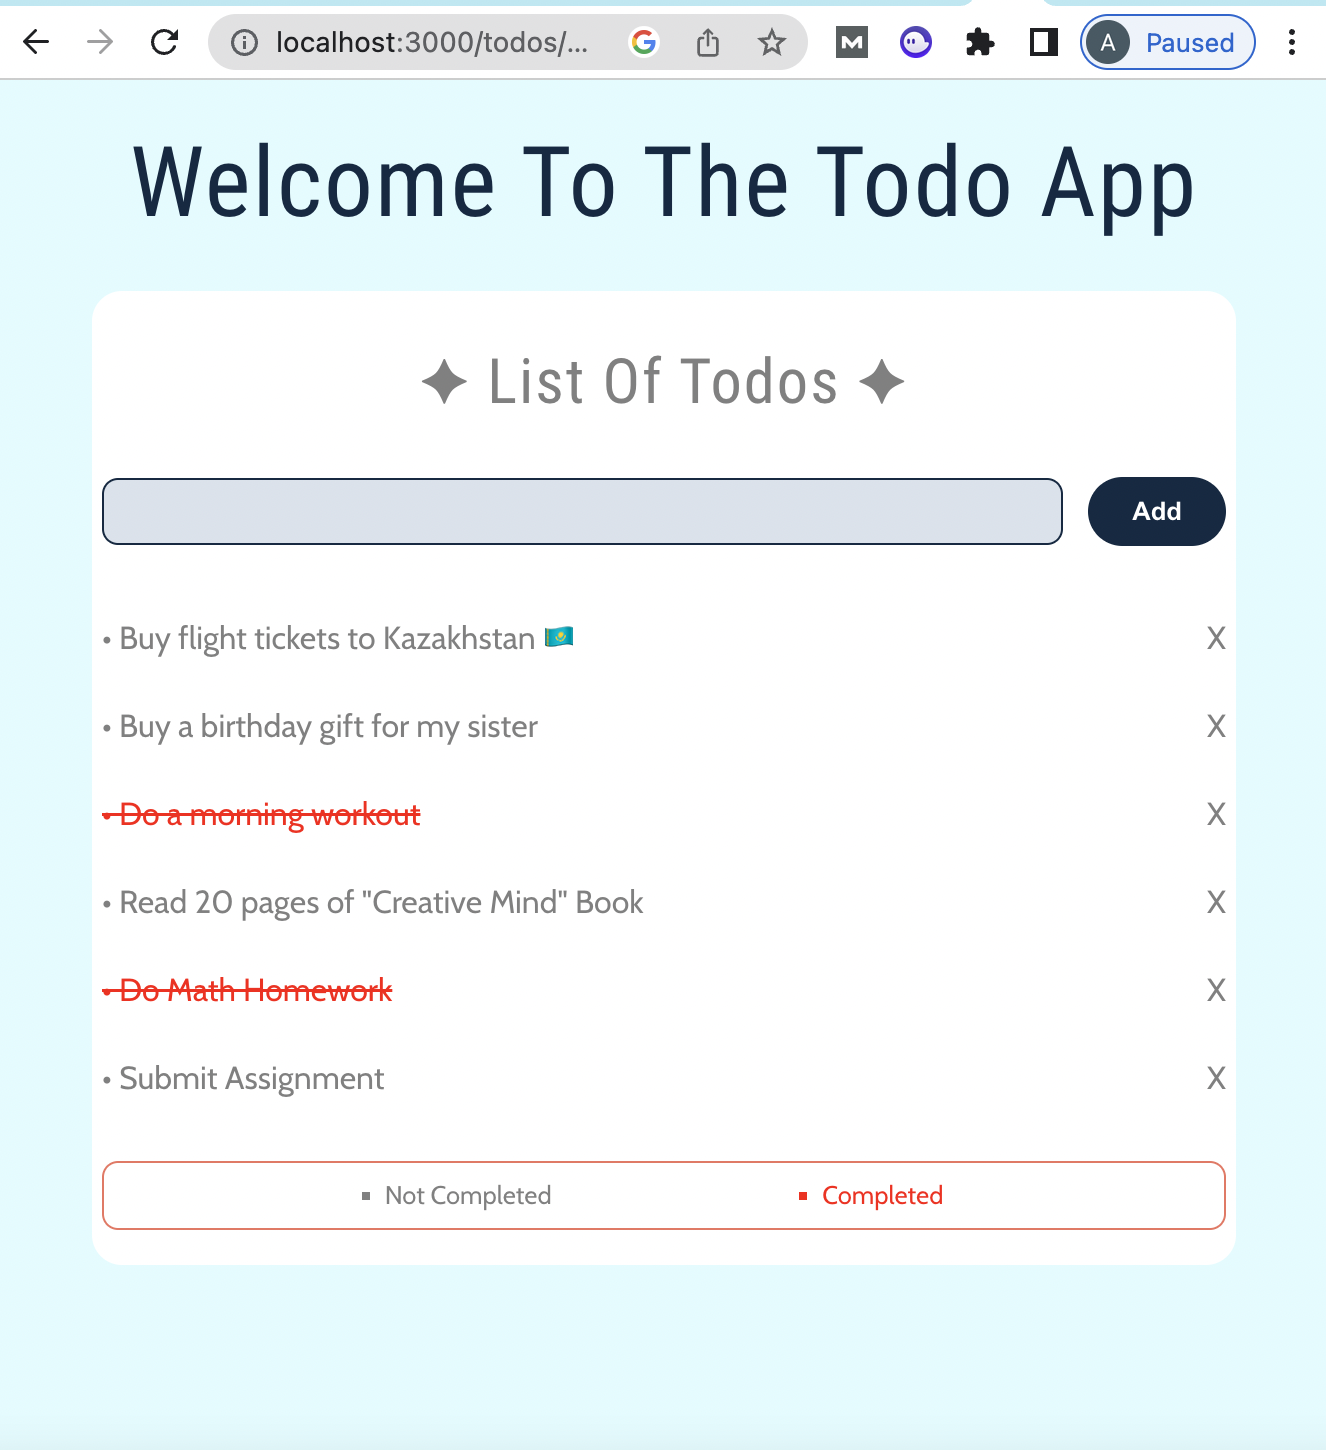 localhost:3000/todos/...
A Paused
Welcome To The Todo App
✦ List Of Todos ✦
Add
• Buy flight tickets to Kazakhstan 🇰🇿 X
• Buy a birthday gift for my sister X
• Do a morning workout X
• Read 20 pages of "Creative Mind" Book X
• Do Math Homework X
• Submit Assignment X
▪ Not Completed ▪ Completed